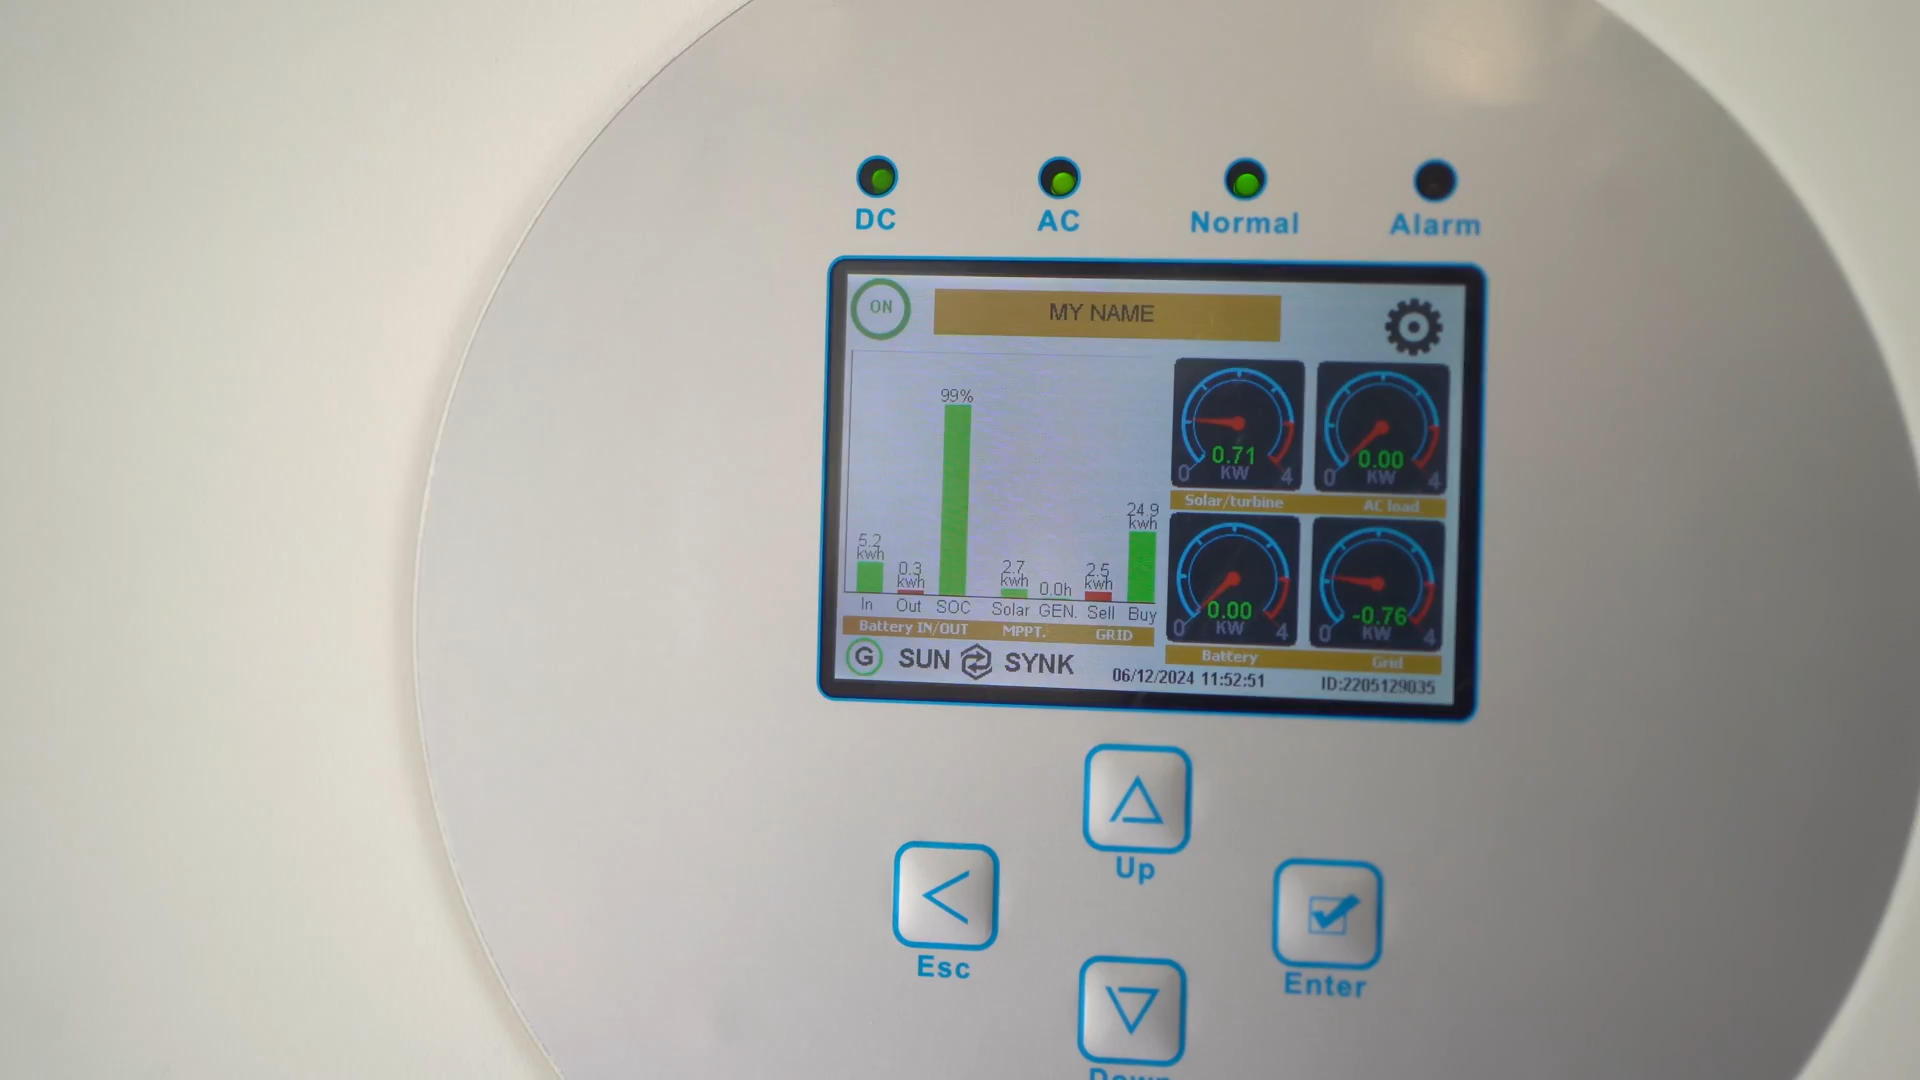 DC AC Normal Alarm
ON MY NAME
99%
5.2 kwh
0.3 kwh
2.7 kwh
0.0h
2.5 kwh
24.9 kwh
In Out SOC Solar GEN. Sell Buy
Battery IN/OUT MPPT. GRID
0.71
0 KW 4
Solar/turbine
0.00
0 KW 4
AC load
0.00
0 KW 4
Battery
-0.76
0 KW 4
Grid
G SUN SYNK 06/12/2024 11:52:51 ID:2205129035
Up
Esc
Enter
Down